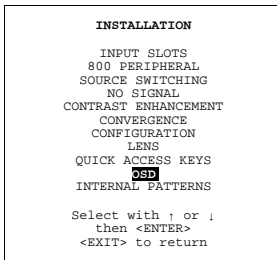 INSTALLATION
INPUT SLOTS
800 PERIPHERAL
SOURCE SWITCHING
NO SIGNAL
CONTRAST ENHANCEMENT
CONVERGENCE
CONFIGURATION
LENS
QUICK ACCESS KEYS
OSD
INTERNAL PATTERNS
Select with ↑ or ↓
then <ENTER>
<EXIT> to return